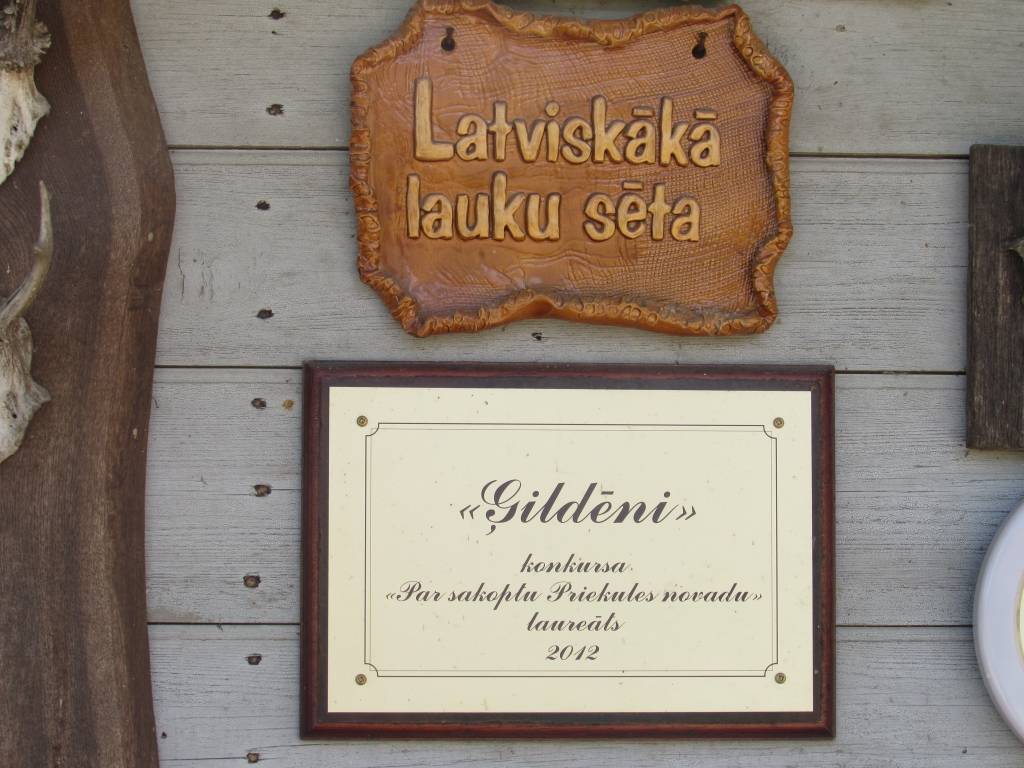 Latviskākā
lauku sēta
«Ģildēni»
konkursa
«Par sakoptu Priekules novadu»
laureāts
2012